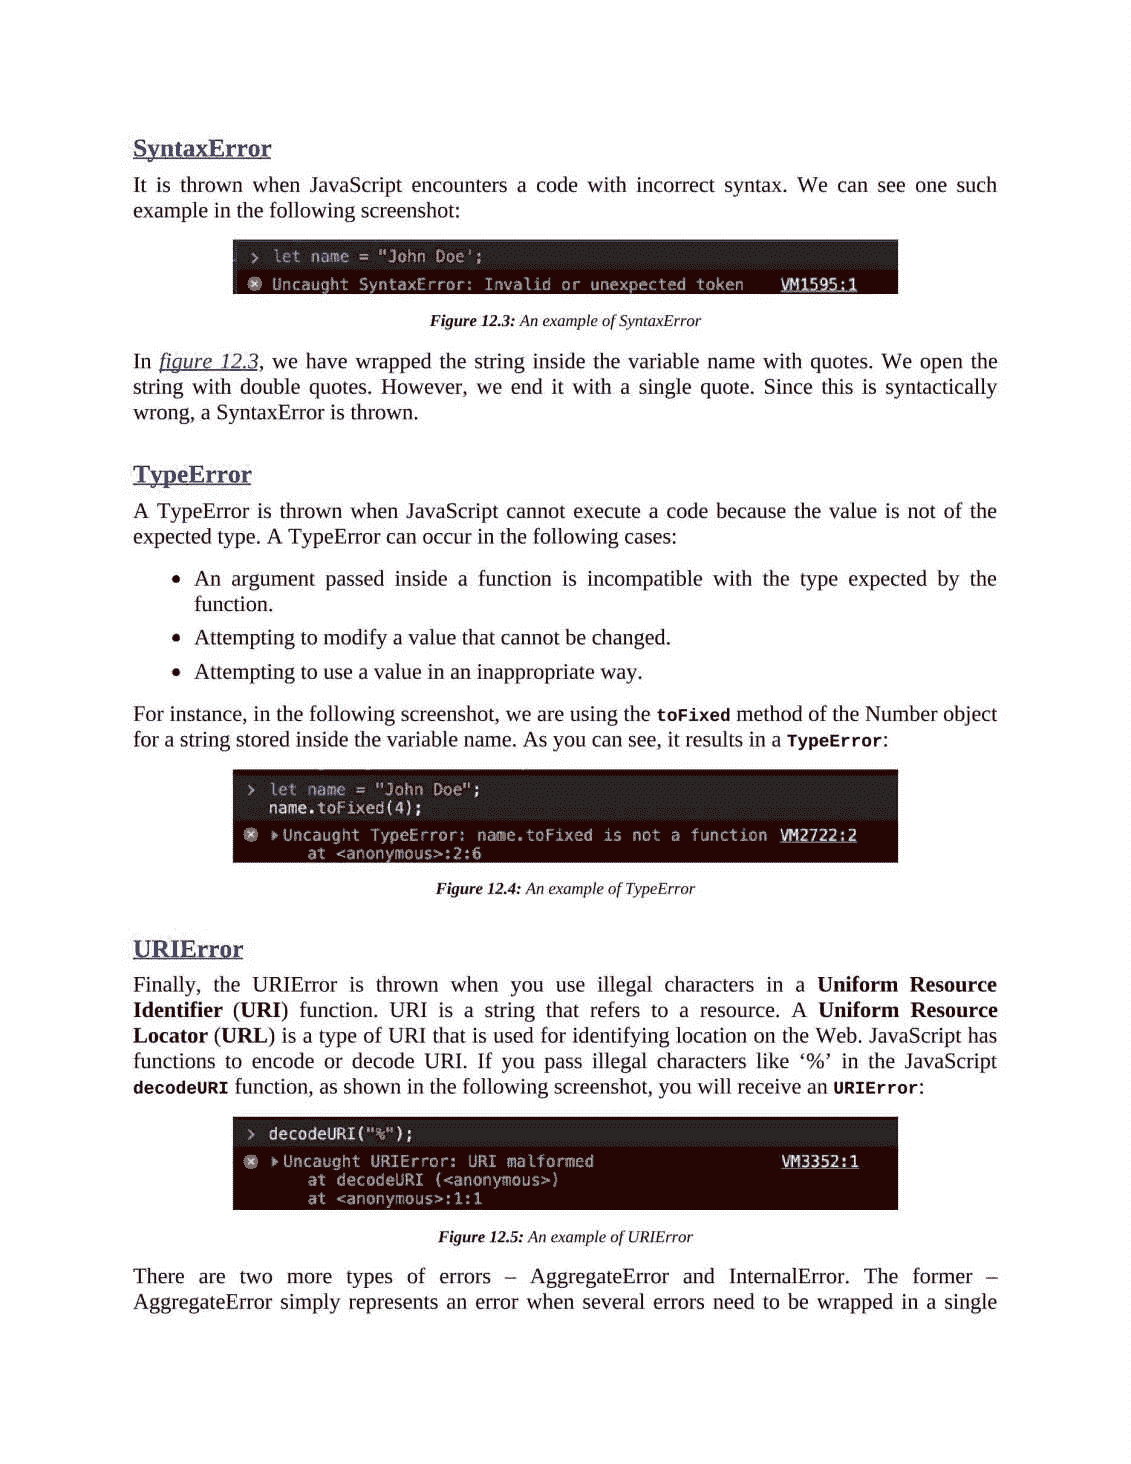 SyntaxError
It is thrown when JavaScript encounters a code with incorrect syntax. We can see one such
example in the following screenshot:
> let name = "John Doe';
Uncaught SyntaxError: Invalid or unexpected token VM1595:1
Figure 12.3: An example of SyntaxError
In figure 12.3, we have wrapped the string inside the variable name with quotes. We open the
string with double quotes. However, we end it with a single quote. Since this is syntactically
wrong, a SyntaxError is thrown.
TypeError
A TypeError is thrown when JavaScript cannot execute a code because the value is not of the
expected type. A TypeError can occur in the following cases:
• An argument passed inside a function is incompatible with the type expected by the
function.
• Attempting to modify a value that cannot be changed.
• Attempting to use a value in an inappropriate way.
For instance, in the following screenshot, we are using the toFixed method of the Number object
for a string stored inside the variable name. As you can see, it results in a TypeError:
> let name = "John Doe";
name.toFixed(4);
Uncaught TypeError: name.toFixed is not a function VM2722:2
at <anonymous>:2:6
Figure 12.4: An example of TypeError
URIError
Finally, the URIError is thrown when you use illegal characters in a Uniform Resource
Identifier (URI) function. URI is a string that refers to a resource. A Uniform Resource
Locator (URL) is a type of URI that is used for identifying location on the Web. JavaScript has
functions to encode or decode URI. If you pass illegal characters like ‘%’ in the JavaScript
decodeURI function, as shown in the following screenshot, you will receive an URIError:
> decodeURI("%");
Uncaught URIError: URI malformed VM3352:1
at decodeURI (<anonymous>)
at <anonymous>:1:1
Figure 12.5: An example of URIError
There are two more types of errors – AggregateError and InternalError. The former –
AggregateError simply represents an error when several errors need to be wrapped in a single